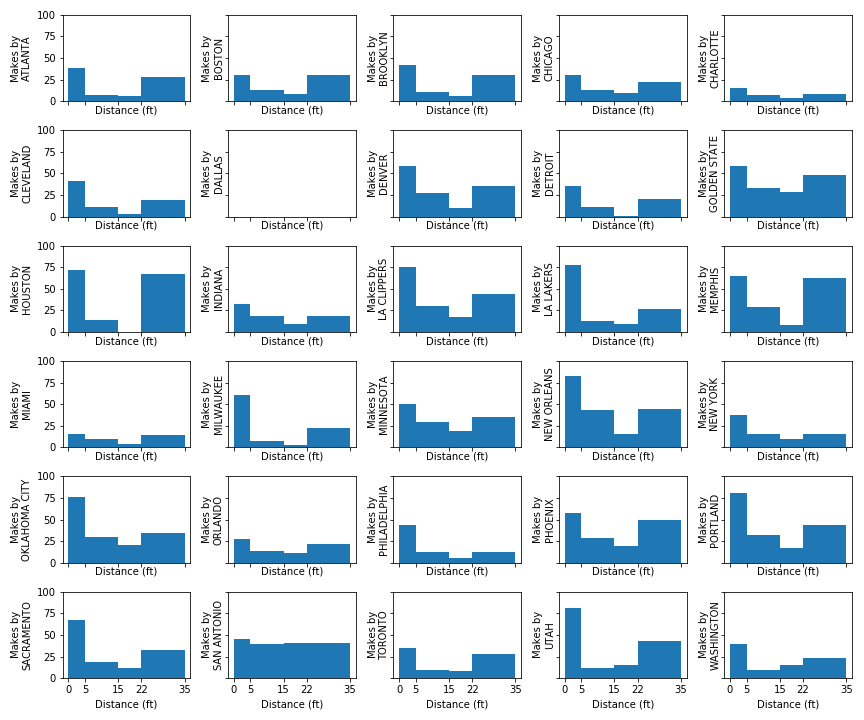 100
75
50
25
0
Makes by
ATLANTA
Distance (ft)
Makes by
BOSTON
Distance (ft)
Makes by
BROOKLYN
Distance (ft)
Makes by
CHICAGO
Distance (ft)
Makes by
CHARLOTTE
Distance (ft)
100
75
50
25
0
Makes by
CLEVELAND
Distance (ft)
Makes by
DALLAS
Distance (ft)
Makes by
DENVER
Distance (ft)
Makes by
DETROIT
Distance (ft)
Makes by
GOLDEN STATE
Distance (ft)
100
75
50
25
0
Makes by
HOUSTON
Distance (ft)
Makes by
INDIANA
Distance (ft)
Makes by
LA CLIPPERS
Distance (ft)
Makes by
LA LAKERS
Distance (ft)
Makes by
MEMPHIS
Distance (ft)
100
75
50
25
0
Makes by
MIAMI
Distance (ft)
Makes by
MILWAUKEE
Distance (ft)
Makes by
MINNESOTA
Distance (ft)
Makes by
NEW ORLEANS
Distance (ft)
Makes by
NEW YORK
Distance (ft)
100
75
50
25
0
Makes by
OKLAHOMA CITY
Distance (ft)
Makes by
ORLANDO
Distance (ft)
Makes by
PHILADELPHIA
Distance (ft)
Makes by
PHOENIX
Distance (ft)
Makes by
PORTLAND
Distance (ft)
100
75
50
25
0
Makes by
SACRAMENTO
0 5 15 22 35
Distance (ft)
Makes by
SAN ANTONIO
0 5 15 22 35
Distance (ft)
Makes by
TORONTO
0 5 15 22 35
Distance (ft)
Makes by
UTAH
0 5 15 22 35
Distance (ft)
Makes by
WASHINGTON
0 5 15 22 35
Distance (ft)